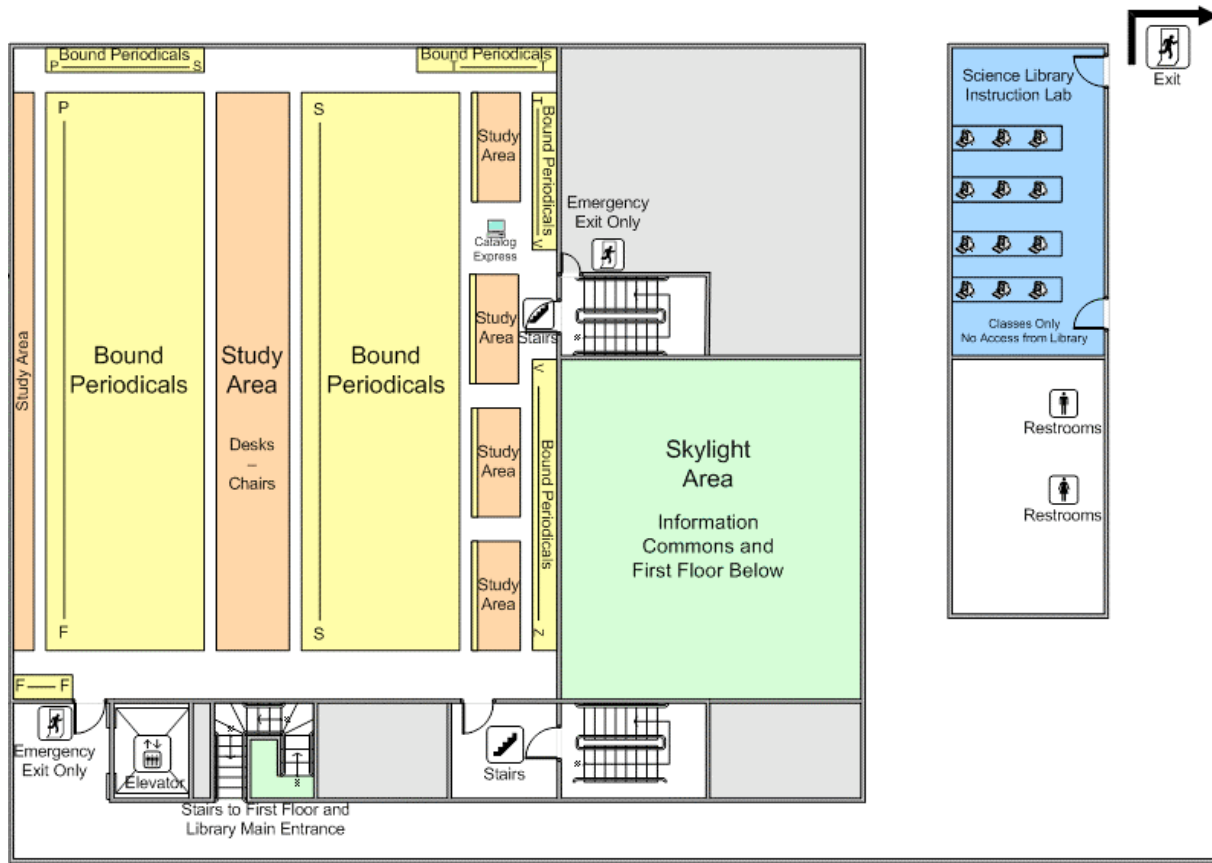 Bound Periodicals
P S
Bound Periodicals
T T
Exit
Science Library
Instruction Lab
Classes Only
No Access from Library
Restrooms
Restrooms
Study Area
P
F
Bound
Periodicals
Study
Area
Desks
–
Chairs
S
S
Bound
Periodicals
Study
Area
Catalog
Express
Study
Area
Study
Area
Study
Area
T
Bound Periodicals
V
Emergency
Exit Only
Stairs
V
Bound Periodicals
Z
Skylight
Area
Information
Commons and
First Floor Below
F F
Emergency
Exit Only
Elevator
Stairs to First Floor and
Library Main Entrance
Stairs